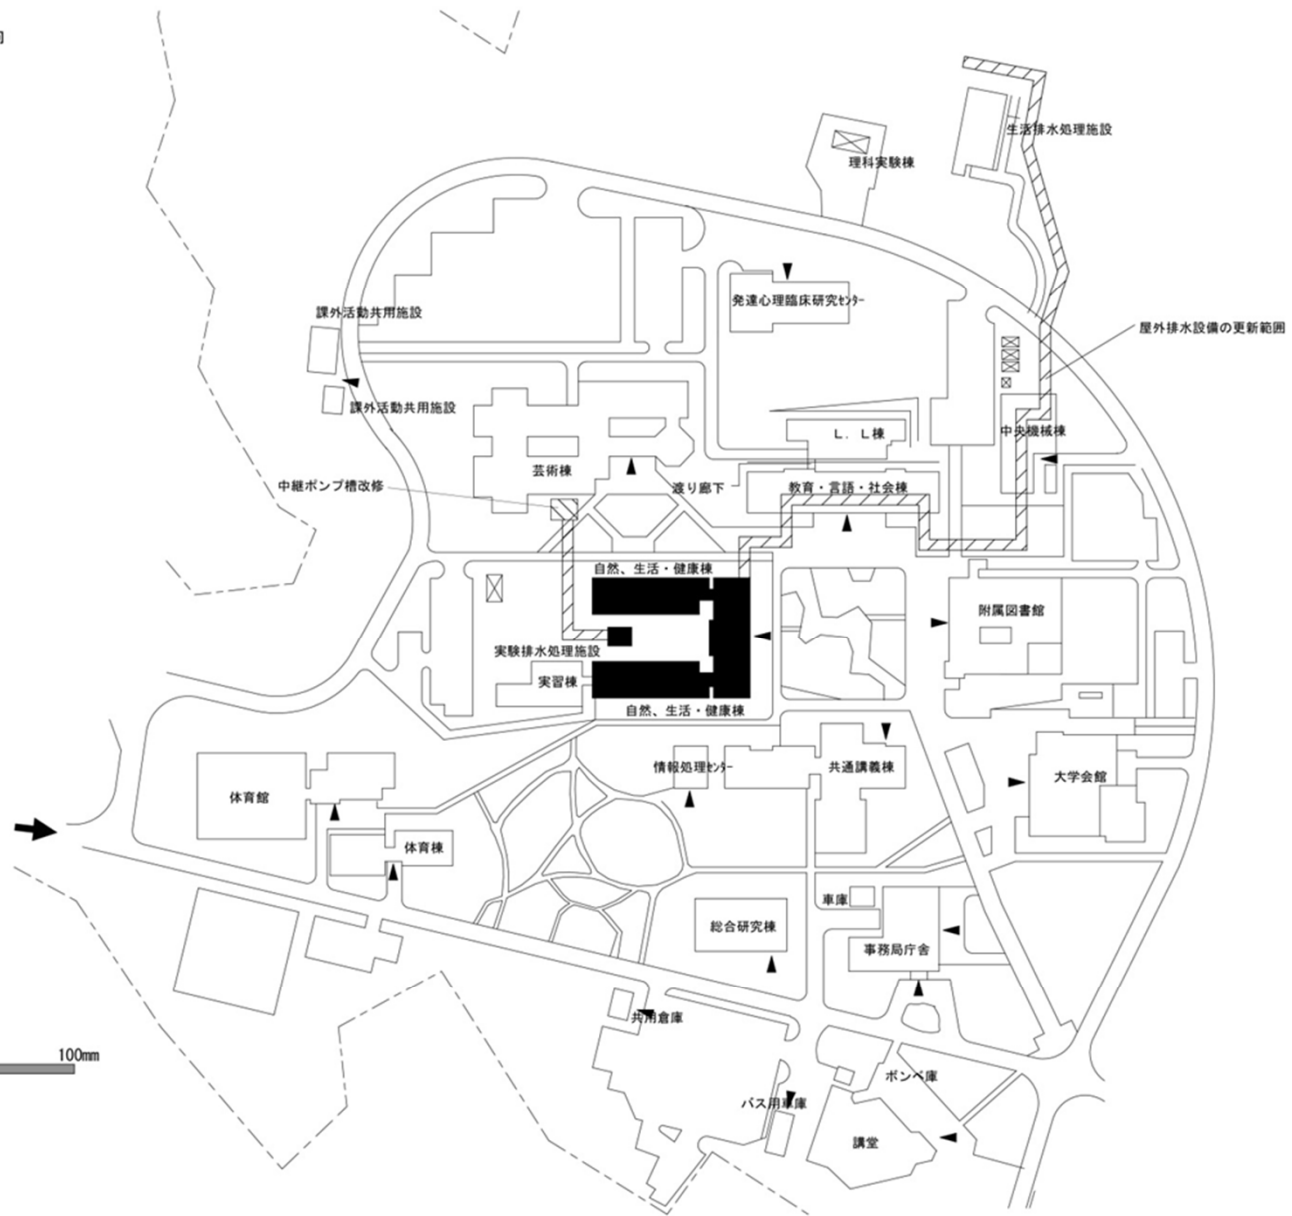 生活排水処理施設
理科実験棟
発達心理臨床研究ｾﾝﾀｰ
課外活動共用施設
屋外排水設備の更新範囲
課外活動共用施設
Ｌ．Ｌ棟
中央機械棟
芸術棟
中継ポンプ槽改修
渡り廊下
教育・言語・社会棟
自然、生活・健康棟
附属図書館
実験排水処理施設
実習棟
自然、生活・健康棟
情報処理ｾﾝﾀｰ
共通講義棟
大学会館
体育館
体育棟
車庫
総合研究棟
事務局庁舎
共用倉庫
100mm
ボンベ庫
バス用車庫
講堂